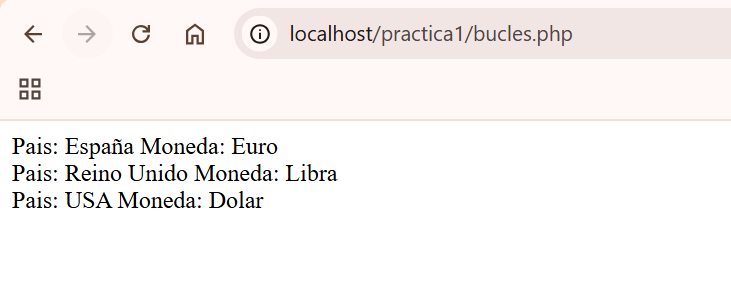 localhost/practica1/bucles.php
Pais: España Moneda: Euro
Pais: Reino Unido Moneda: Libra
Pais: USA Moneda: Dolar